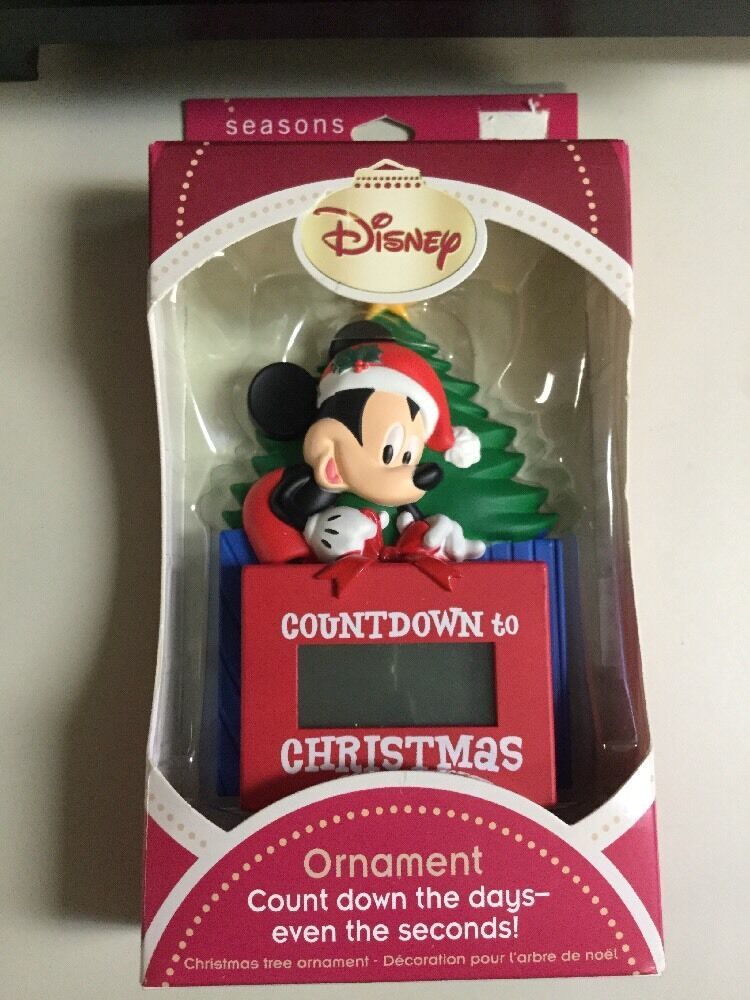 seasons
Disney
COUNTDOWN to
CHRISTMas
Ornament
Count down the days–
even the seconds!
Christmas tree ornament - Décoration pour l'arbre de noël